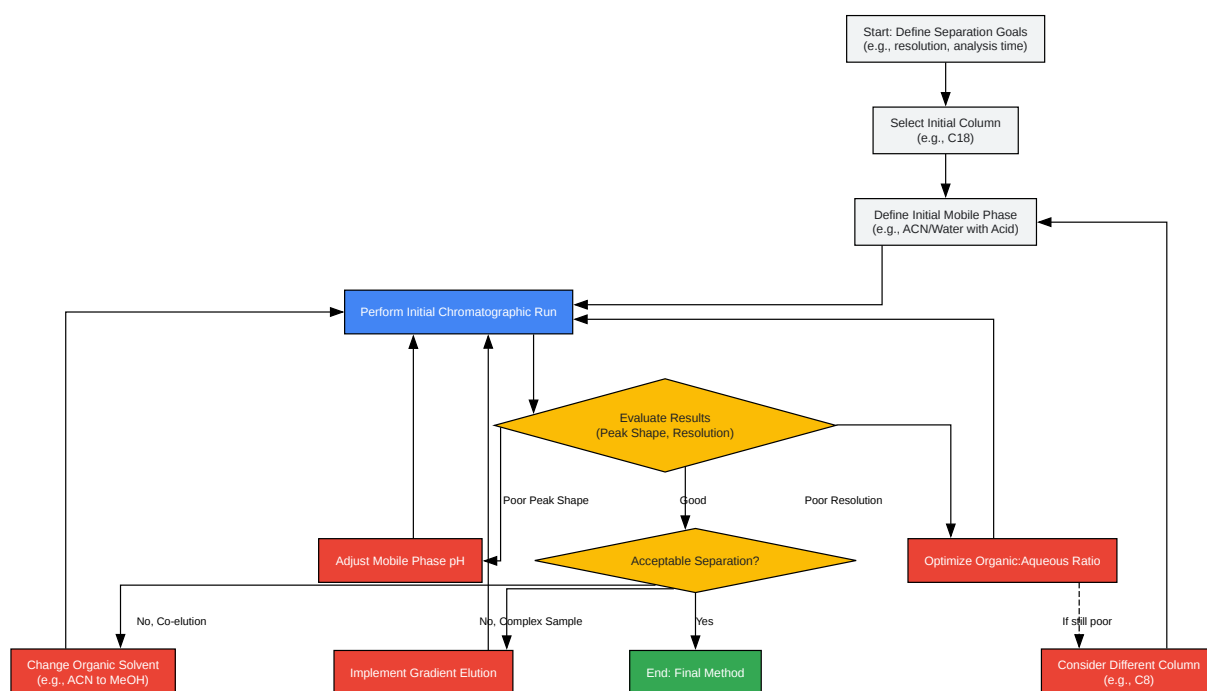 Start: Define Separation Goals
(e.g., resolution, analysis time)
Select Initial Column
(e.g., C18)
Define Initial Mobile Phase
(e.g., ACN/Water with Acid)
Perform Initial Chromatographic Run
Evaluate Results
(Peak Shape, Resolution)
Poor Peak Shape
Good
Poor Resolution
Adjust Mobile Phase pH
Acceptable Separation?
Optimize Organic:Aqueous Ratio
No, Co-elution
No, Complex Sample
Yes
If still poor
Change Organic Solvent
(e.g., ACN to MeOH)
Implement Gradient Elution
End: Final Method
Consider Different Column
(e.g., C8)